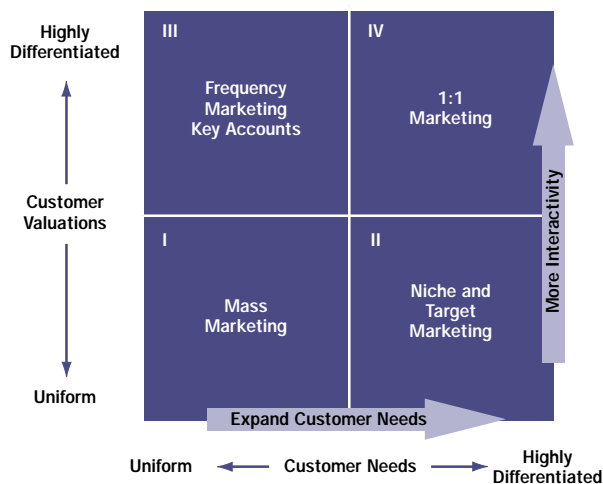 Highly
Differentiated
III
Frequency
Marketing
Key Accounts
IV
1:1
Marketing
Customer
Valuations
I
Mass
Marketing
II
Niche and
Target
Marketing
More Interactivity
Uniform
Expand Customer Needs
Uniform
Customer Needs
Highly
Differentiated